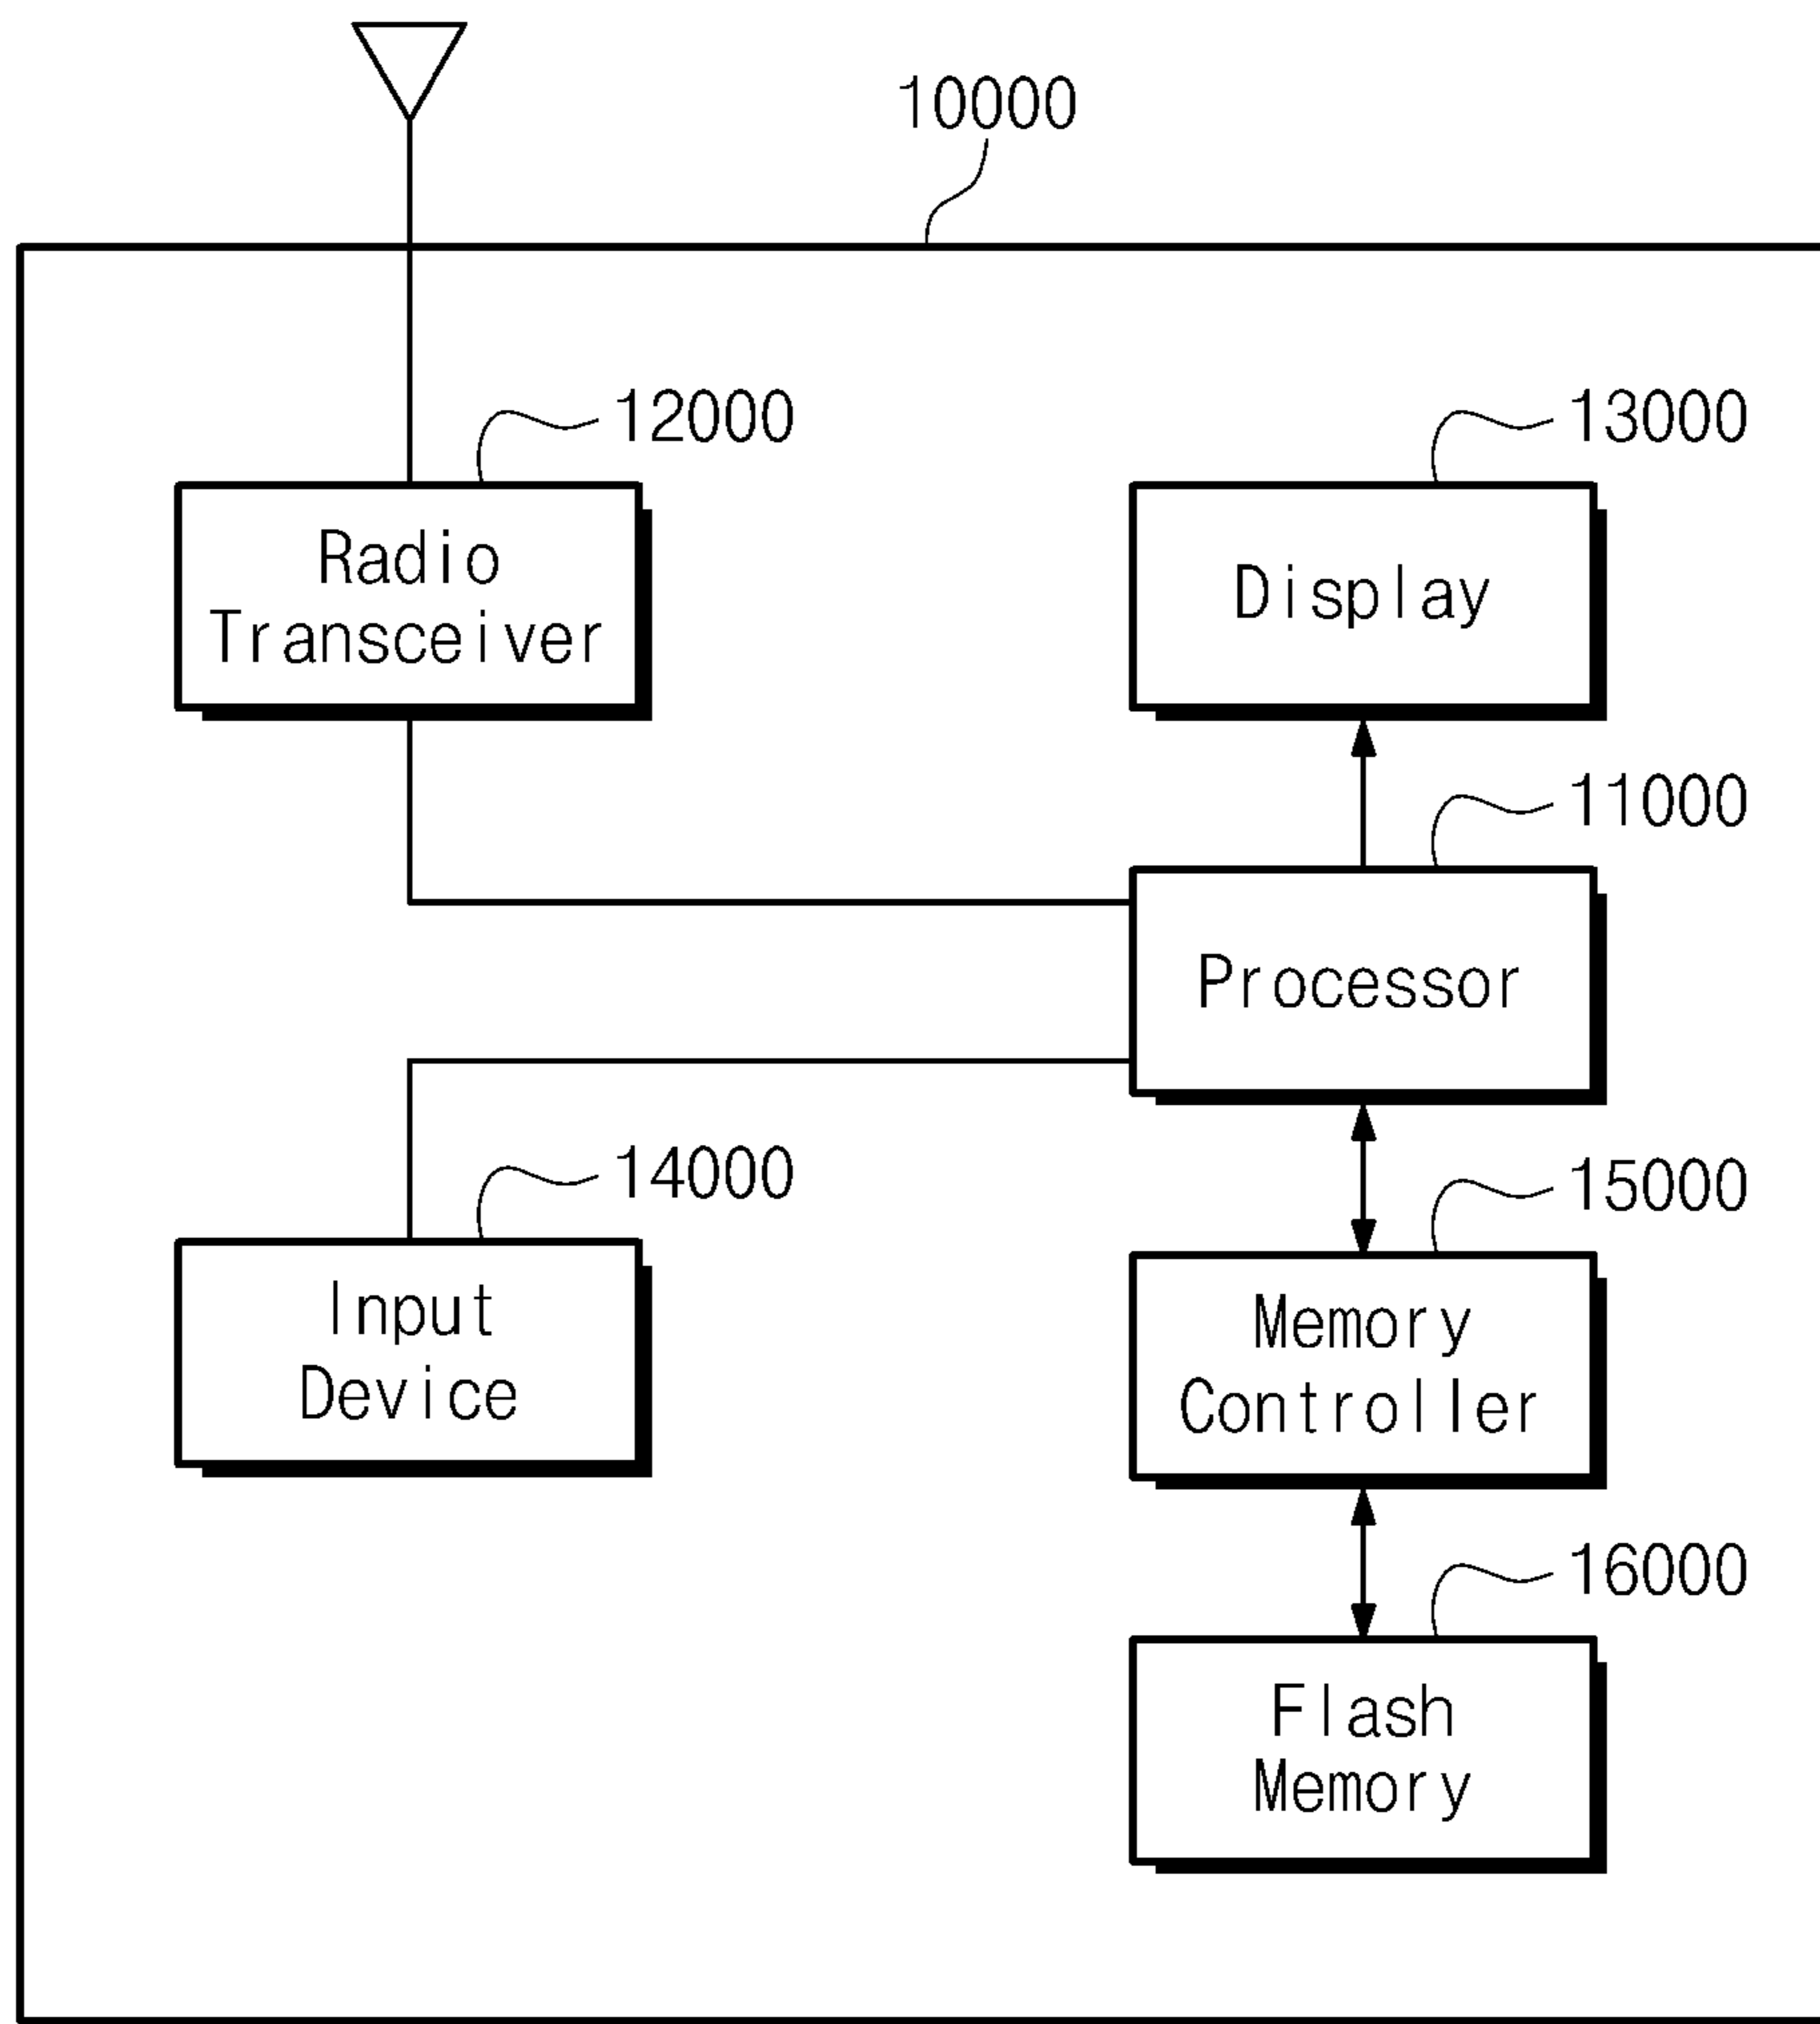 10000
12000
13000
Radio
Transceiver
Display
11000
Processor
14000
15000
Input
Device
Memory
Controller
16000
Flash
Memory